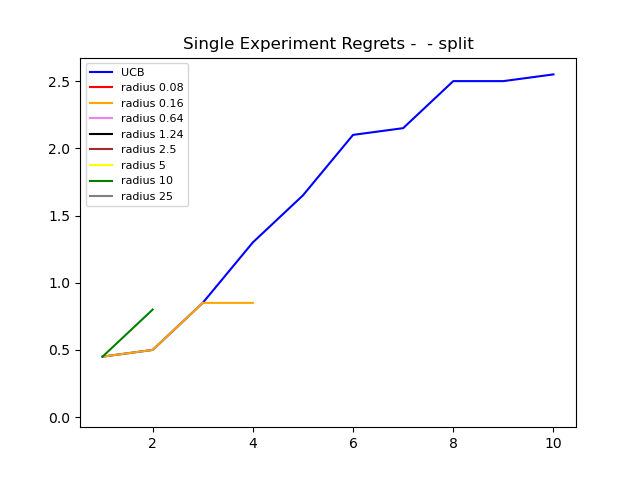 Single Experiment Regrets -  - split
UCB
radius 0.08
radius 0.16
radius 0.64
radius 1.24
radius 2.5
radius 5
radius 10
radius 25
2.5
2.0
1.5
1.0
0.5
0.0
2 4 6 8 10